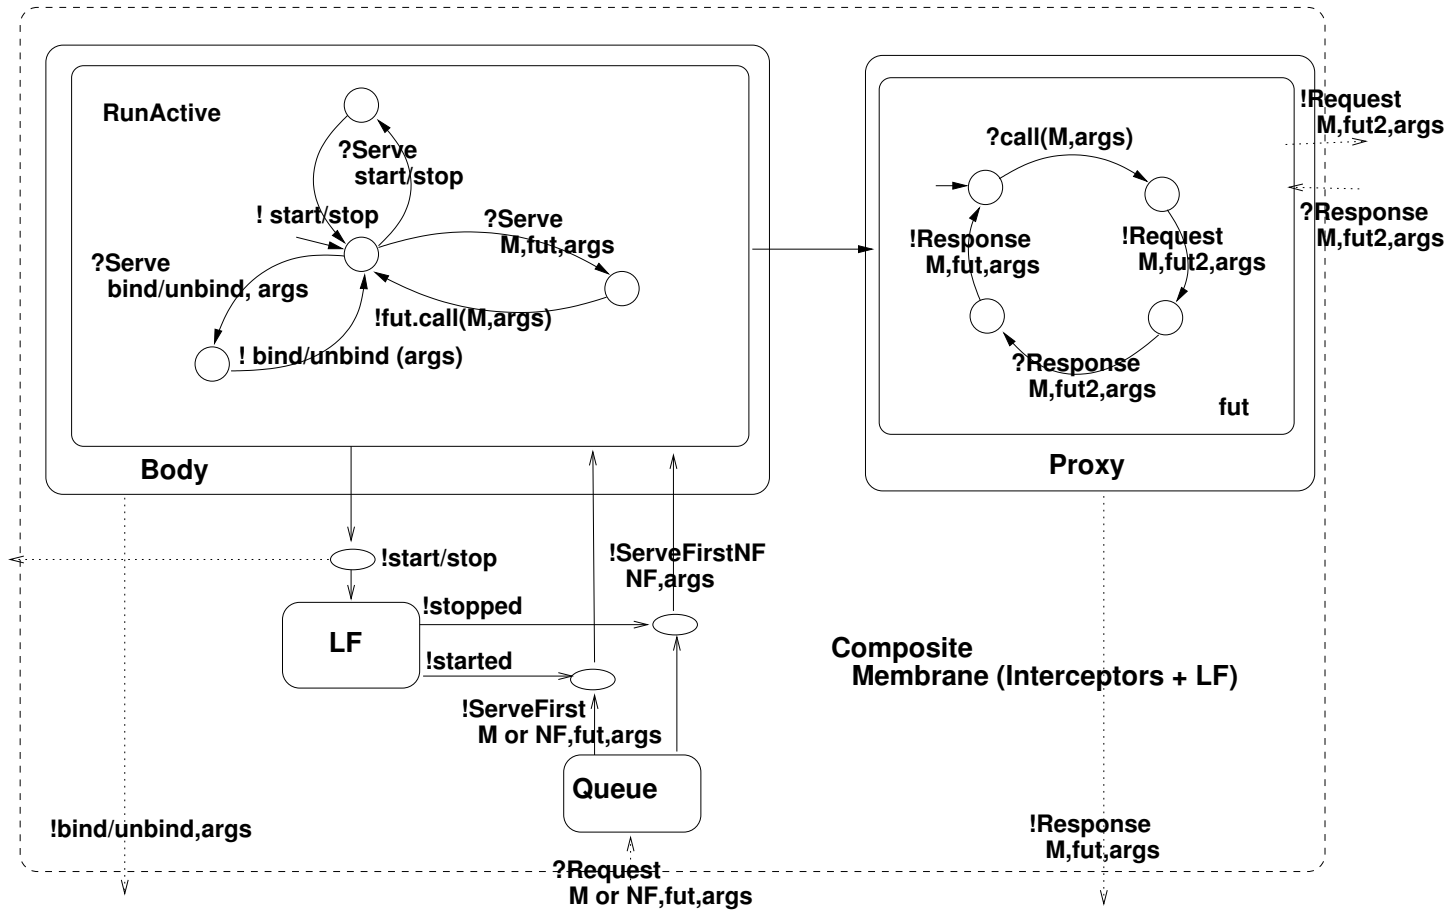 RunActive
?Serve
start/stop
! start/stop
?Serve
M,fut,args
?Serve
bind/unbind, args
!fut.call(M,args)
! bind/unbind (args)
Body
?call(M,args)
!Response
M,fut,args
!Request
M,fut2,args
?Response
M,fut2,args
fut
Proxy
!Request
M,fut2,args
?Response
M,fut2,args
!start/stop
LF
!stopped
!started
!ServeFirstNF
NF,args
!ServeFirst
M or NF,fut,args
Queue
Composite
Membrane (Interceptors + LF)
!bind/unbind,args
?Request
M or NF,fut,args
!Response
M,fut,args